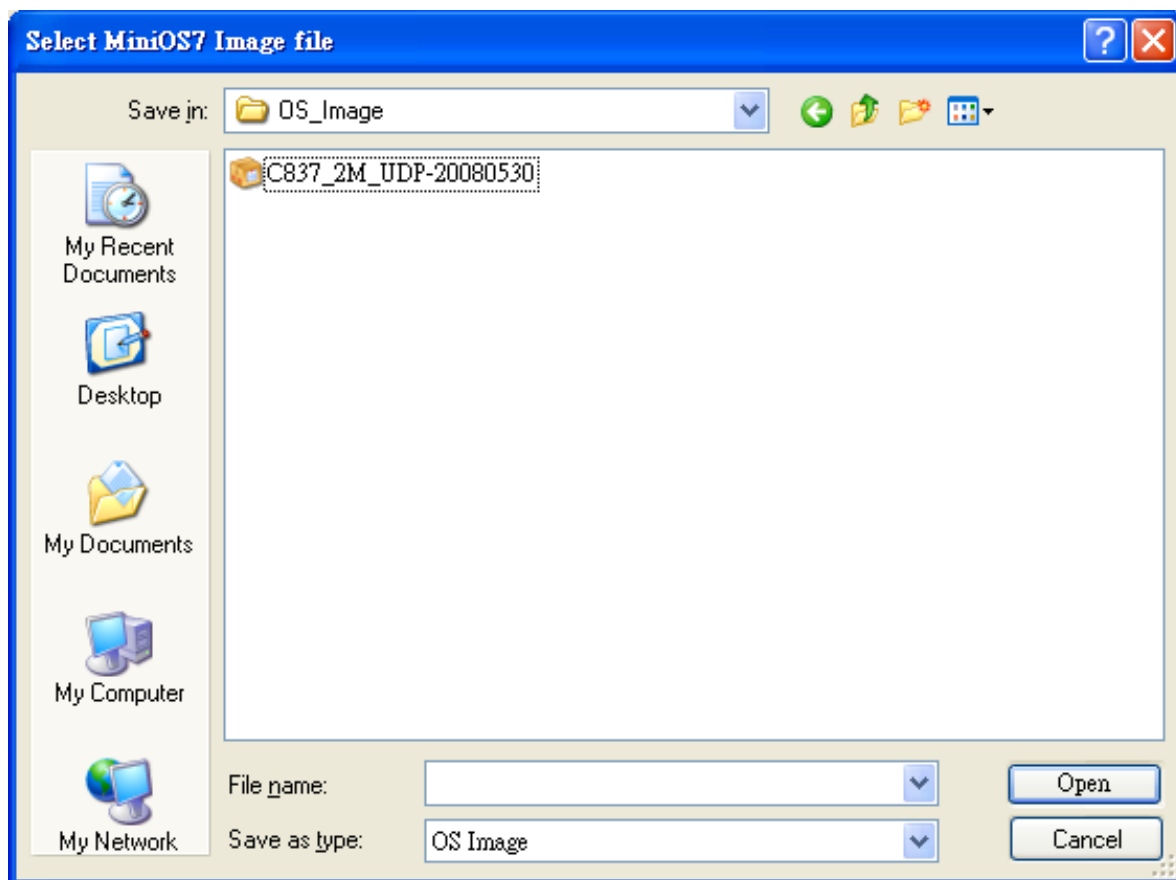 Select MiniOS7 Image file
Save in: OS_Image
C837_2M_UDP-20080530
My Recent
Documents
Desktop
My Documents
My Computer
My Network
File name:
Open
Save as type: OS Image
Cancel